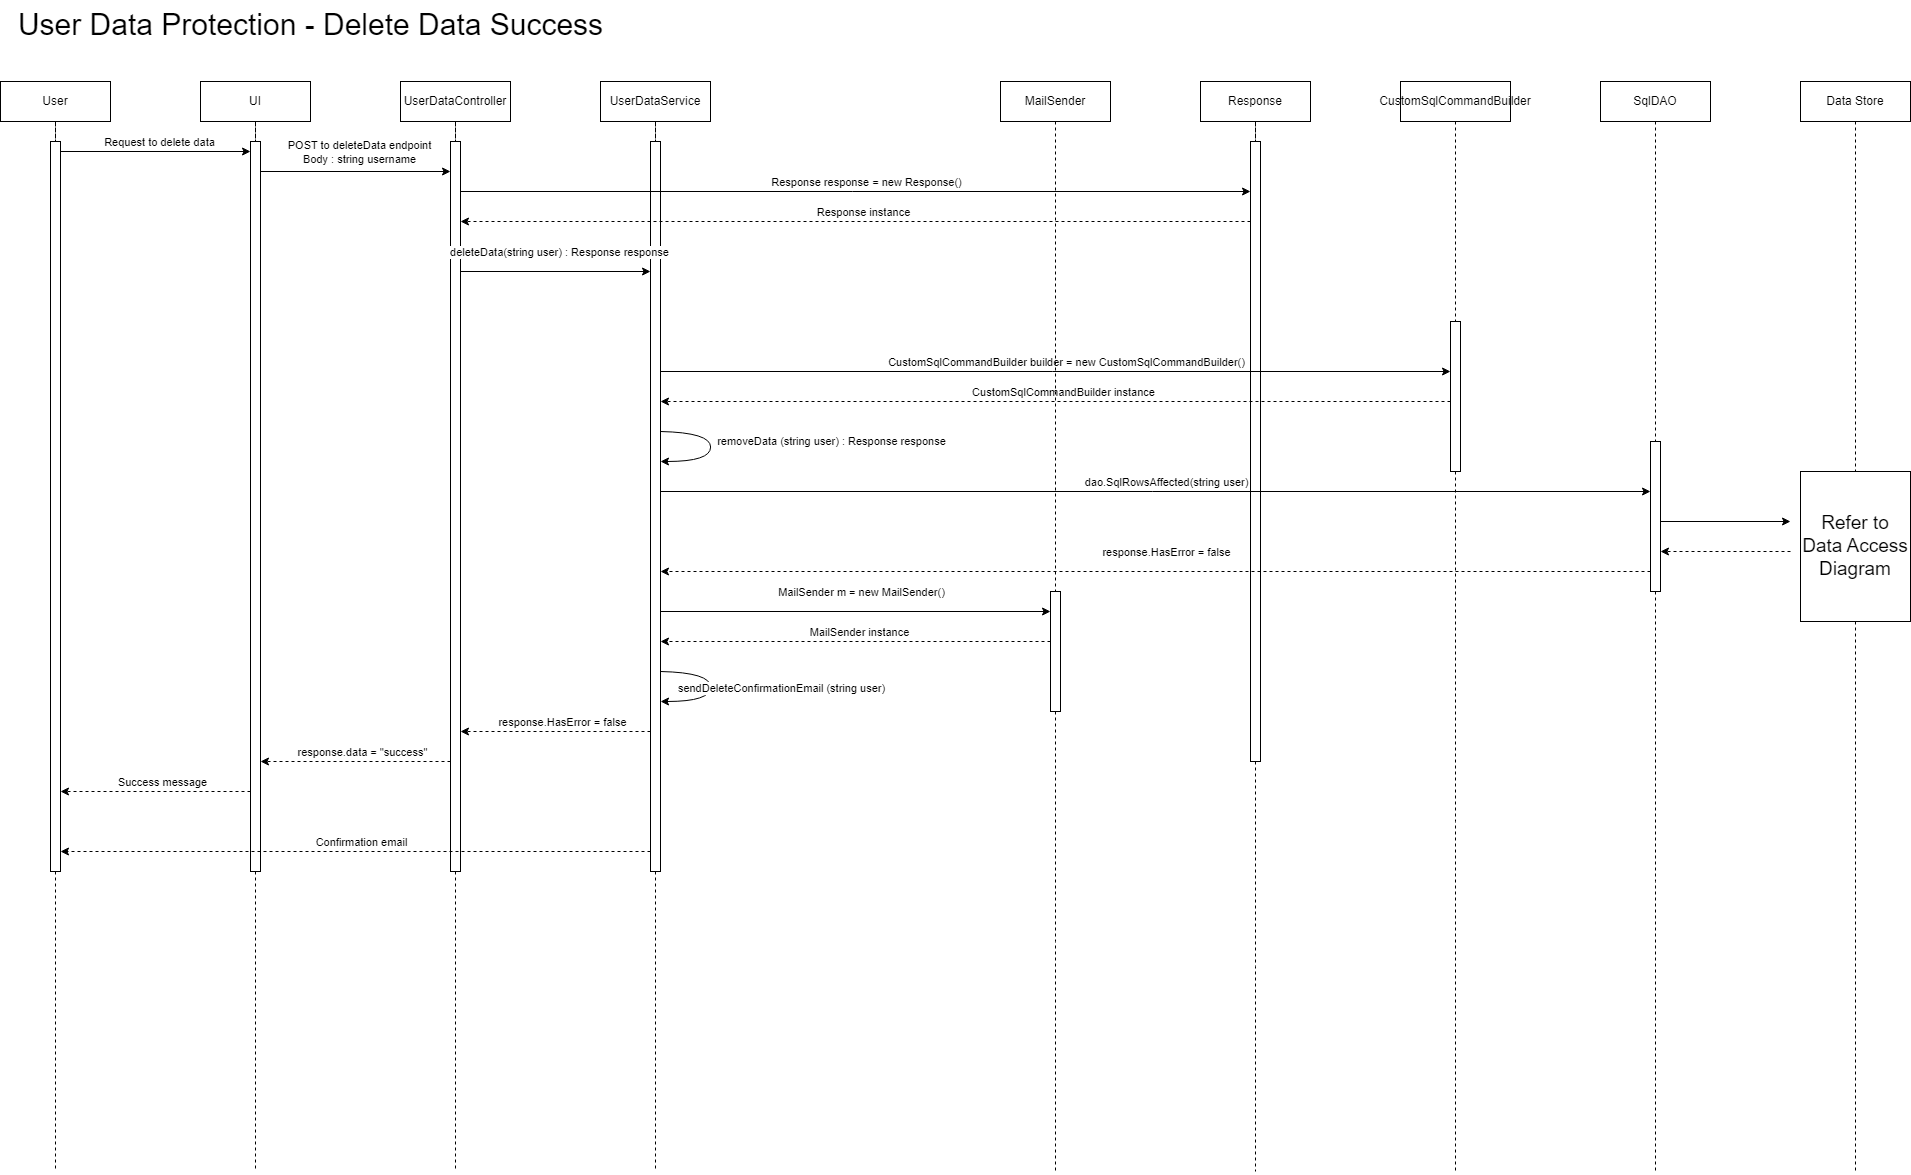 User Data Protection - Delete Data Success
User
UI
UserDataController
UserDataService
MailSender
Response
CustomSqlCommandBuilder
SqlDAO
Data Store
Request to delete data
POST to deleteData endpoint
Body : string username
Response response = new Response()
Response instance
deleteData(string user) : Response response
CustomSqlCommandBuilder builder = new CustomSqlCommandBuilder()
CustomSqlCommandBuilder instance
removeData (string user) : Response response
dao.SqlRowsAffected(string user)
Refer to
Data Access
Diagram
response.HasError = false
MailSender m = new MailSender()
MailSender instance
sendDeleteConfirmationEmail (string user)
response.HasError = false
response.data = "success"
Success message
Confirmation email